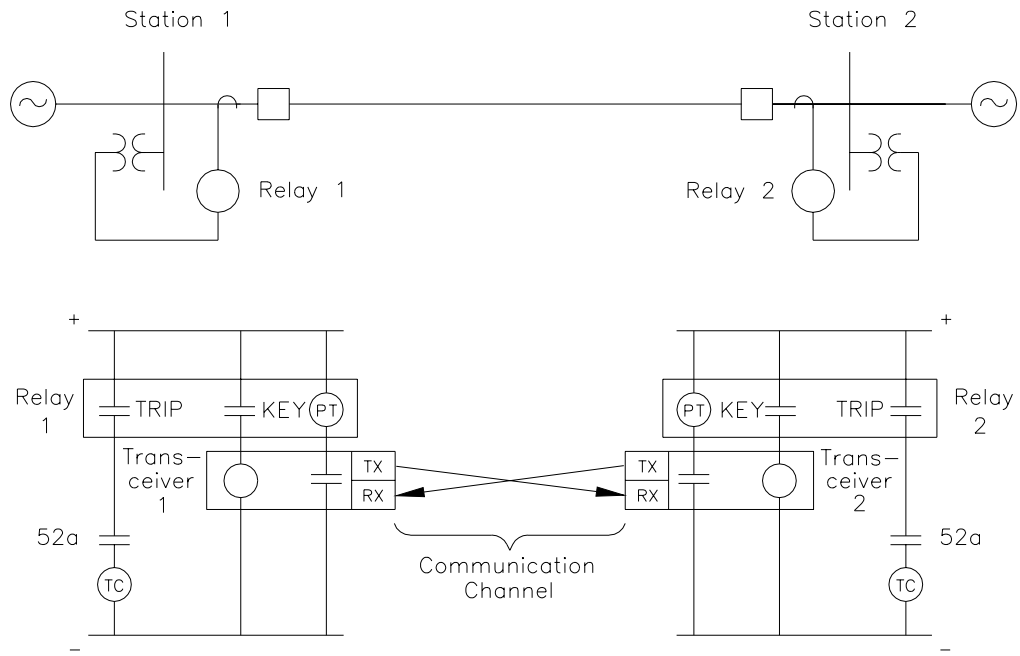 Station 1
Station 2
Relay 1
Relay 2
+
+
Relay
1
TRIP
KEY
PT
PT
KEY
TRIP
Relay
2
Trans-
ceiver
1
TX
RX
TX
RX
Trans-
ceiver
2
52a
52a
Communication
Channel
TC
TC
–
–